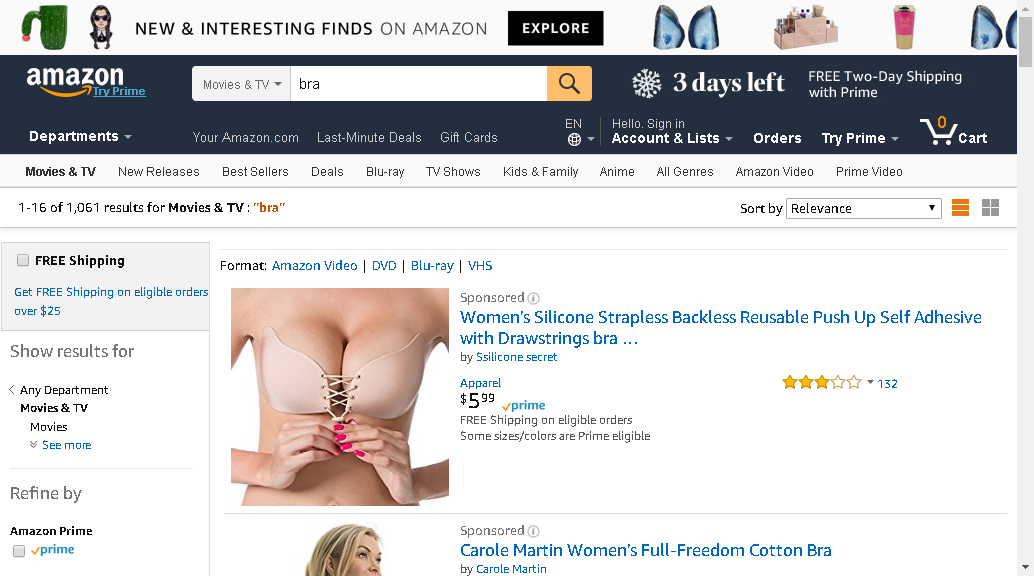 NEW & INTERESTING FINDS ON AMAZON EXPLORE
amazon
Try Prime
Movies & TV bra
3 days left FREE Two-Day Shipping
with Prime
Departments
Your Amazon.com Last-Minute Deals Gift Cards
EN
Hello. Sign in
Account & Lists Orders Try Prime 0 Cart
Movies & TV New Releases Best Sellers Deals Blu-ray TV Shows Kids & Family Anime All Genres Amazon Video Prime Video
1-16 of 1,061 results for Movies & TV : "bra"
Sort by Relevance
FREE Shipping
Get FREE Shipping on eligible orders
over $25
Show results for
Any Department
Movies & TV
Movies
See more
Refine by
Amazon Prime
prime
Format: Amazon Video | DVD | Blu-ray | VHS
Sponsored
Women's Silicone Strapless Backless Reusable Push Up Self Adhesive
with Drawstrings bra ...
by Ssilicone secret
Apparel
$5 99 prime
FREE Shipping on eligible orders
Some sizes/colors are Prime eligible
132
Sponsored
Carole Martin Women's Full-Freedom Cotton Bra
by Carole Martin